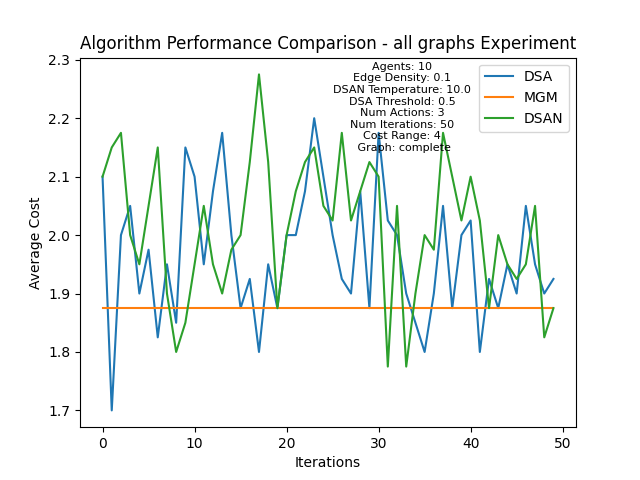 Algorithm Performance Comparison - all graphs Experiment
Agents: 10
Edge Density: 0.1
DSAN Temperature: 10.0
DSA Threshold: 0.5
Num Actions: 3
Num Iterations: 50
Cost Range: 4
Graph: complete
DSA
MGM
DSAN
Average Cost
2.3
2.2
2.1
2.0
1.9
1.8
1.7
0 10 20 30 40 50
Iterations